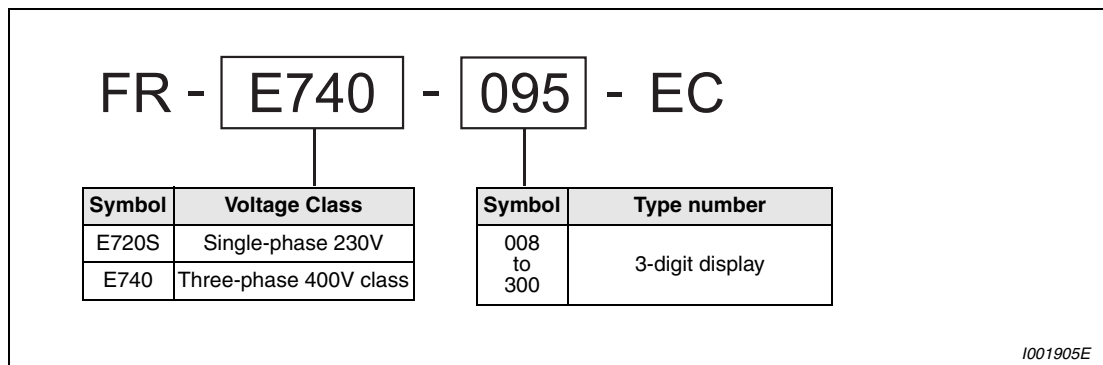 FR - E740 - 095 - EC
Symbol Voltage Class
E720S Single-phase 230V
E740 Three-phase 400V class
Symbol Type number
008
to
300
3-digit display
I001905E